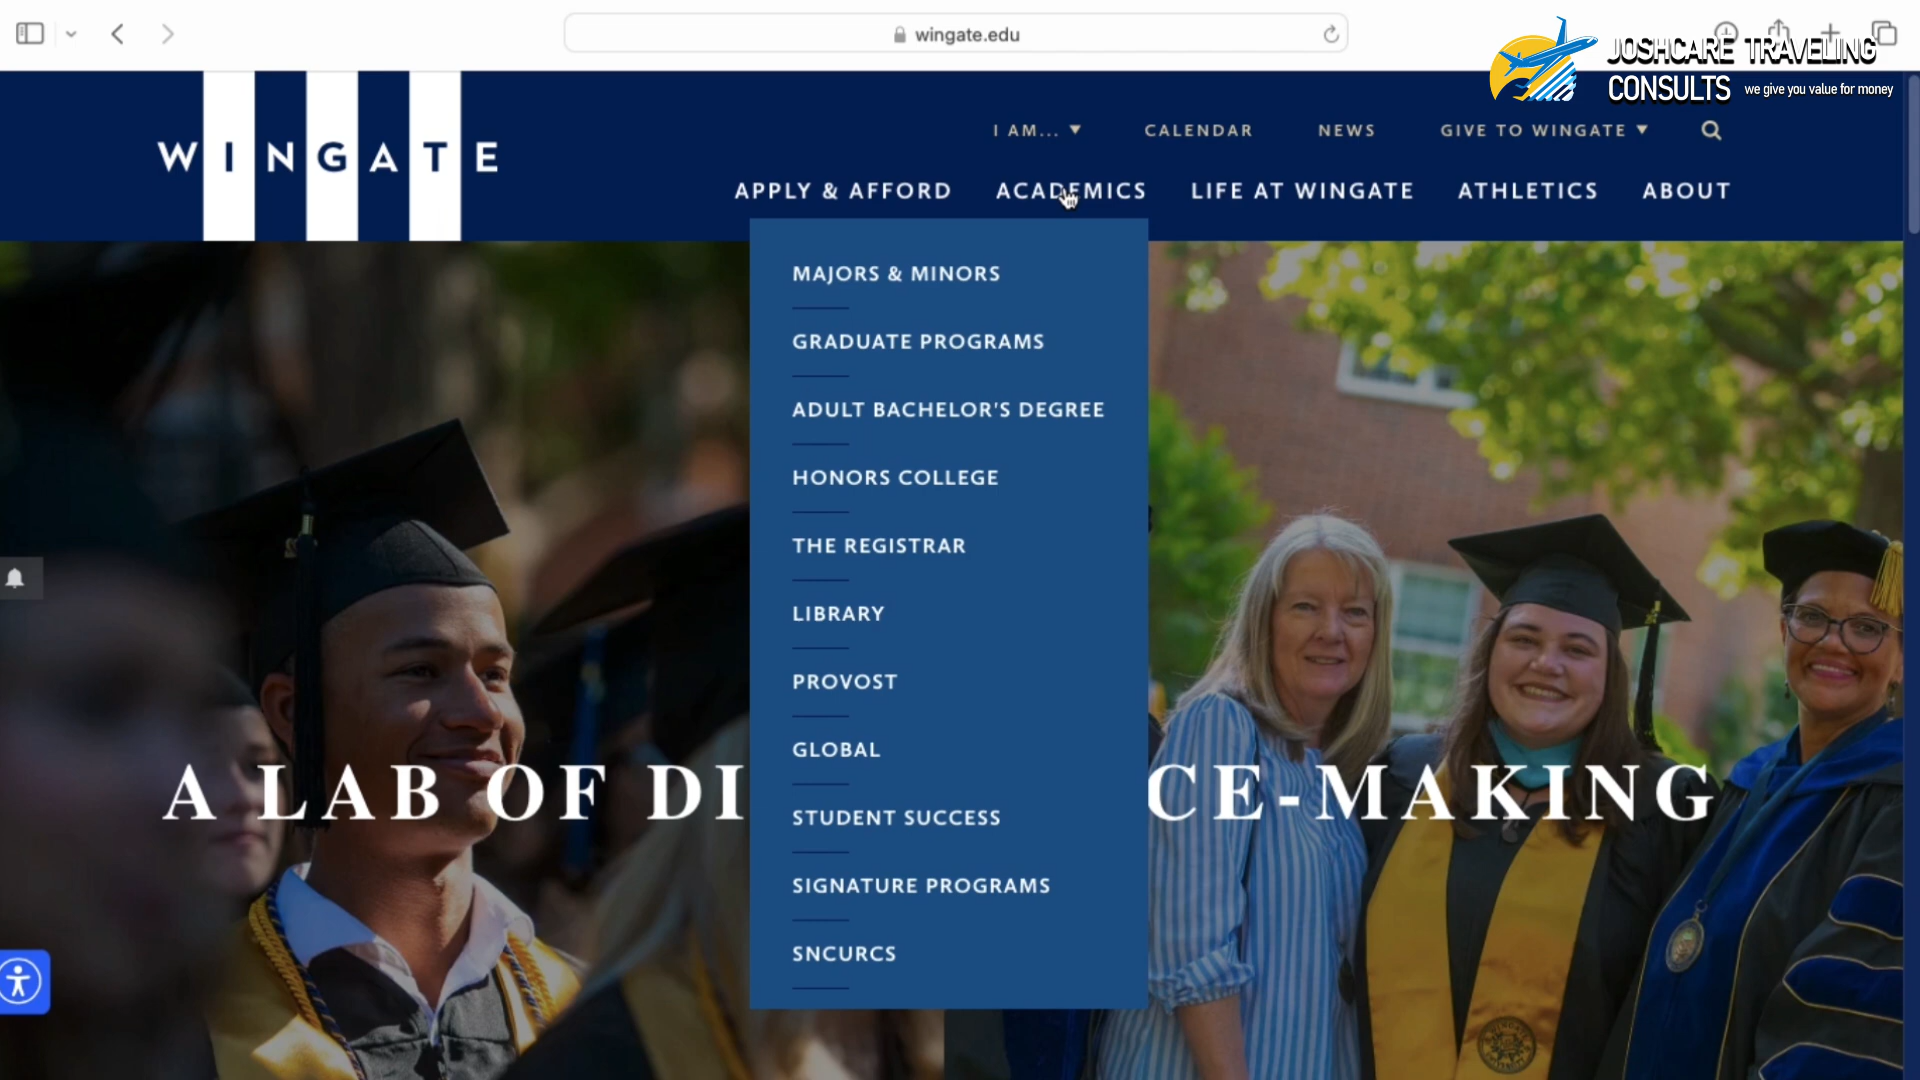 wingate.edu
JOSHCARE TRAVELING
CONSULTS we give you value for money
WINGATE
I AM... ▼ CALENDAR NEWS GIVE TO WINGATE ▼
APPLY & AFFORD ACADEMICS LIFE AT WINGATE ATHLETICS ABOUT
MAJORS & MINORS
GRADUATE PROGRAMS
ADULT BACHELOR'S DEGREE
HONORS COLLEGE
THE REGISTRAR
LIBRARY
PROVOST
GLOBAL
STUDENT SUCCESS
SIGNATURE PROGRAMS
SNCURCS
A LAB OF DI CE-MAKING